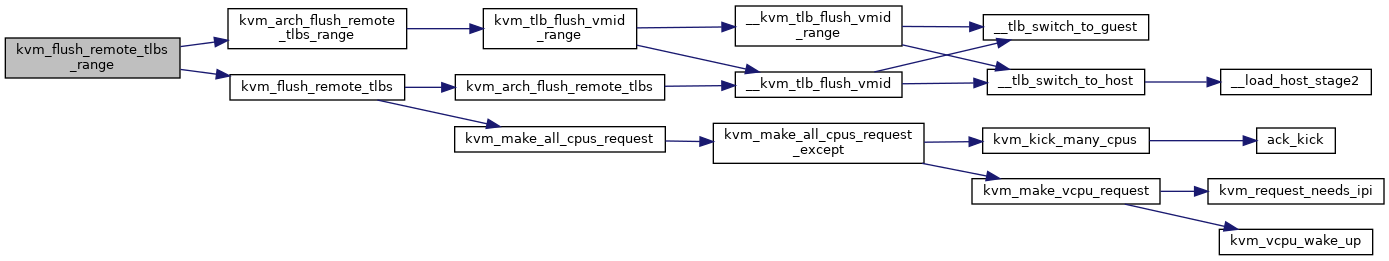 kvm_flush_remote_tlbs
_range
kvm_arch_flush_remote
_tlbs_range
kvm_flush_remote_tlbs
kvm_tlb_flush_vmid
_range
kvm_arch_flush_remote_tlbs
kvm_make_all_cpus_request
__kvm_tlb_flush_vmid
_range
__kvm_tlb_flush_vmid
kvm_make_all_cpus_request
_except
__tlb_switch_to_guest
__tlb_switch_to_host
kvm_kick_many_cpus
kvm_make_vcpu_request
__load_host_stage2
ack_kick
kvm_request_needs_ipi
kvm_vcpu_wake_up